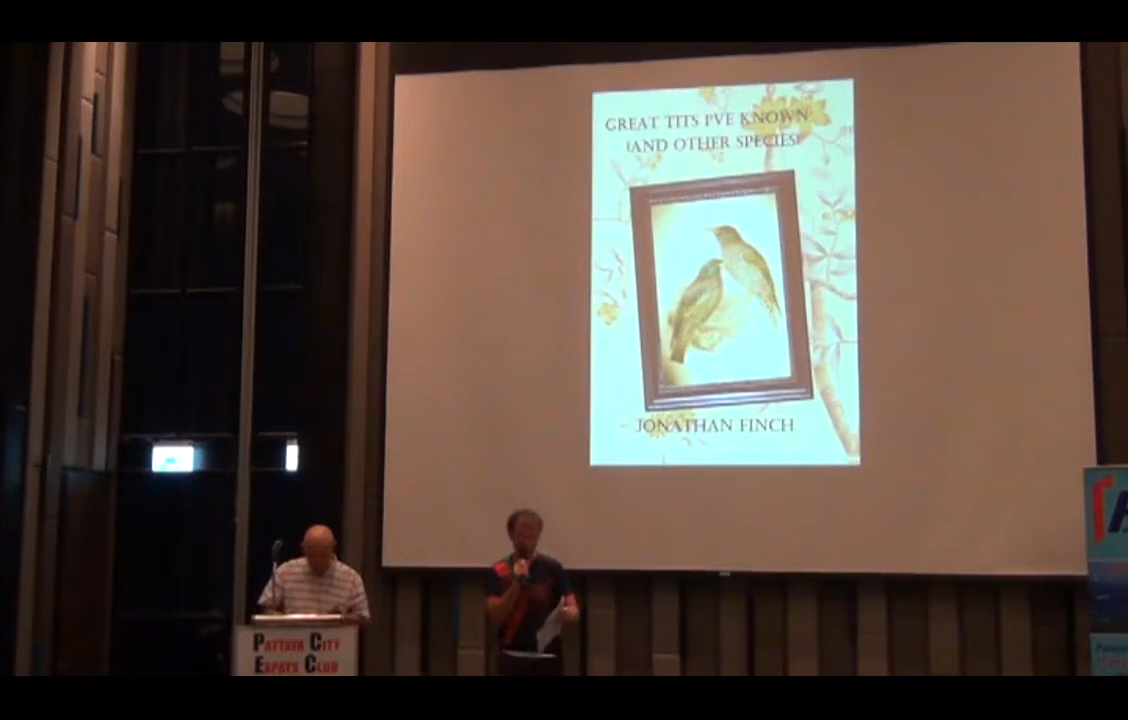 GREAT TITS I'VE KNOWN
(AND OTHER SPECIES)
JONATHAN FINCH
PATTAYA CITY
EXPATS CLUB